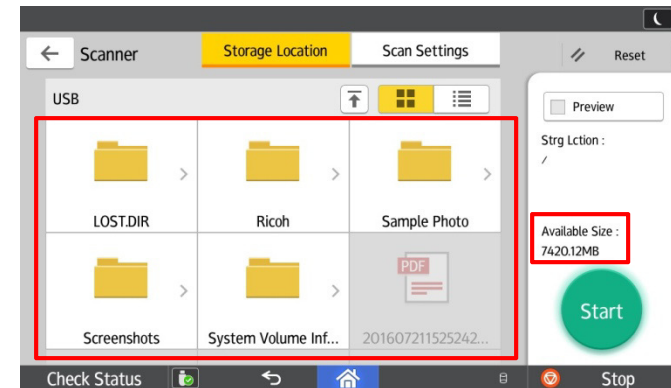 Scanner
Storage Location
Scan Settings
Reset
USB
Preview
Strg Lction :
/
LOST.DIR
Ricoh
Sample Photo
Available Size :
7420.12MB
PDF
Start
Screenshots
System Volume Inf...
201607211525242...
Check Status
Stop